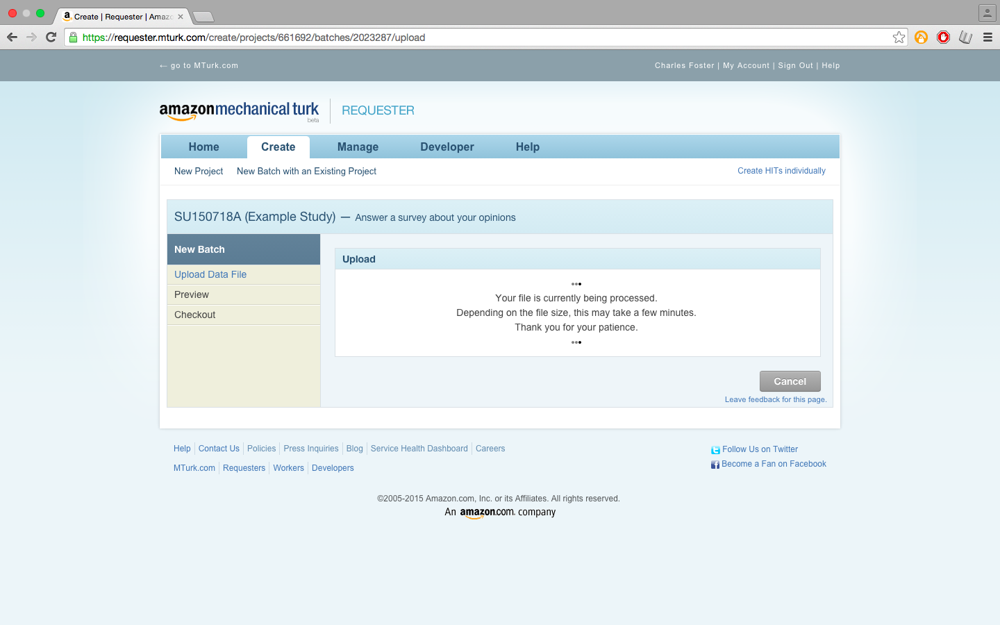 Create | Requester | Amazo
https://requester.mturk.com/create/projects/661692/batches/2023287/upload
← go to MTurk.com
Charles Foster | My Account | Sign Out | Help
amazonmechanical turk
beta
REQUESTER
Home Create Manage Developer Help
New Project New Batch with an Existing Project Create HITs individually
SU150718A (Example Study) — Answer a survey about your opinions
New Batch
Upload Data File
Preview
Checkout
Upload
Your file is currently being processed.
Depending on the file size, this may take a few minutes.
Thank you for your patience.
Cancel
Leave feedback for this page.
Help Contact Us Policies Press Inquiries Blog Service Health Dashboard Careers
MTurk.com Requesters Workers Developers
Follow Us on Twitter
Become a Fan on Facebook
©2005-2015 Amazon.com, Inc. or its Affiliates. All rights reserved.
An amazon.com. company